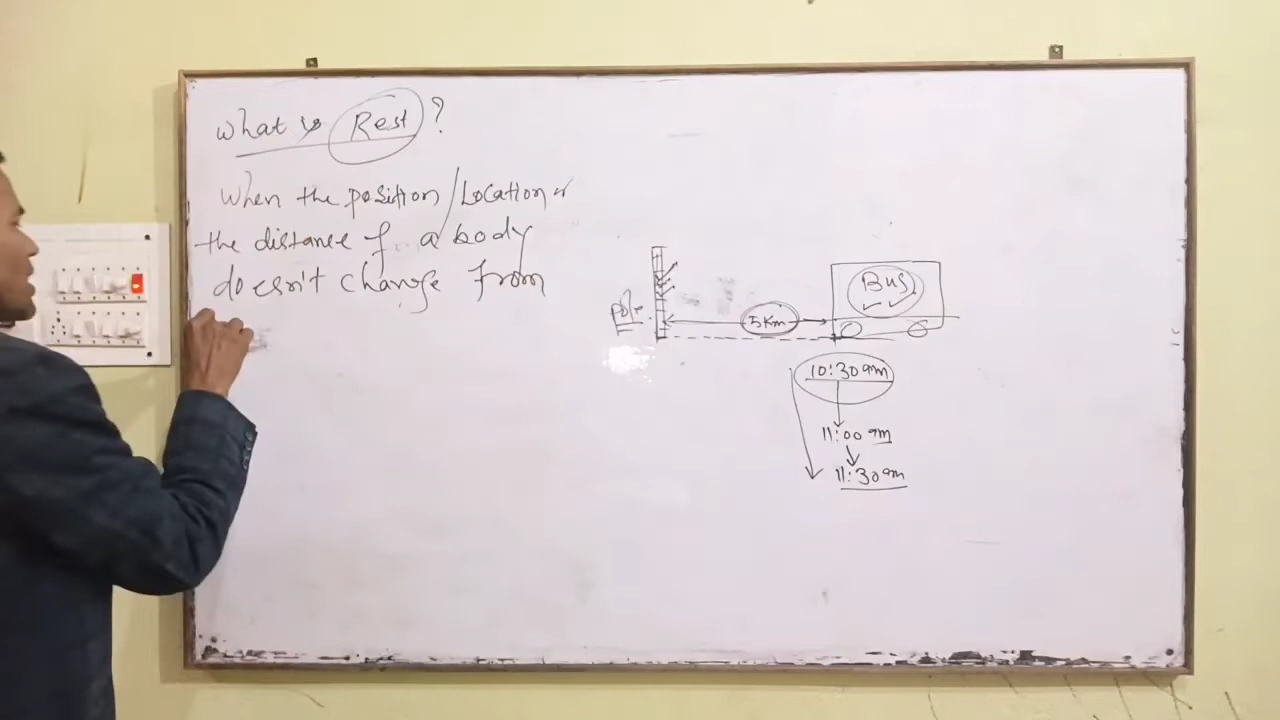 What is Rest ?
When the position/Location or
the distance of a body
doesn't change from
Pole
5 Km
Bus
10:30 am
11:00 am
11:30 am